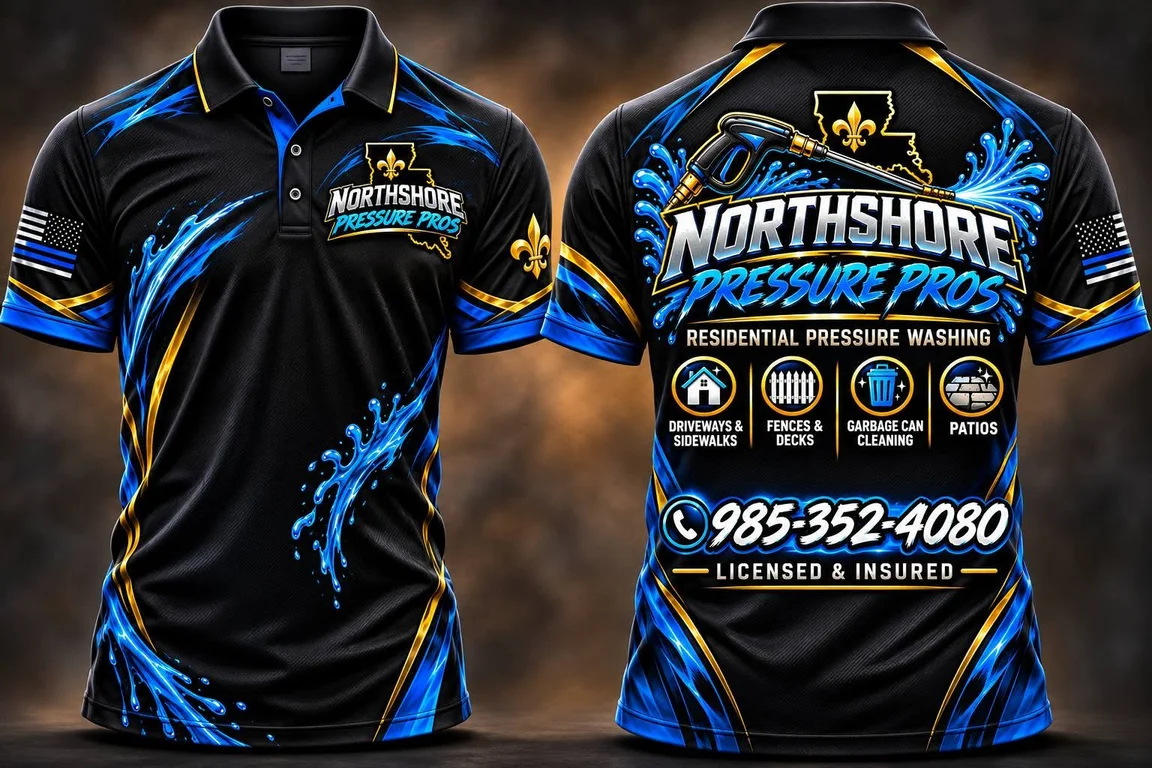 NORTHSHORE
PRESSURE PROS
NORTHSHORE
PRESSURE PROS
RESIDENTIAL PRESSURE WASHING
DRIVEWAYS &
SIDEWALKS
FENCES &
DECKS
GARBAGE CAN
CLEANING
PATIOS
985-352-4080
LICENSED & INSURED